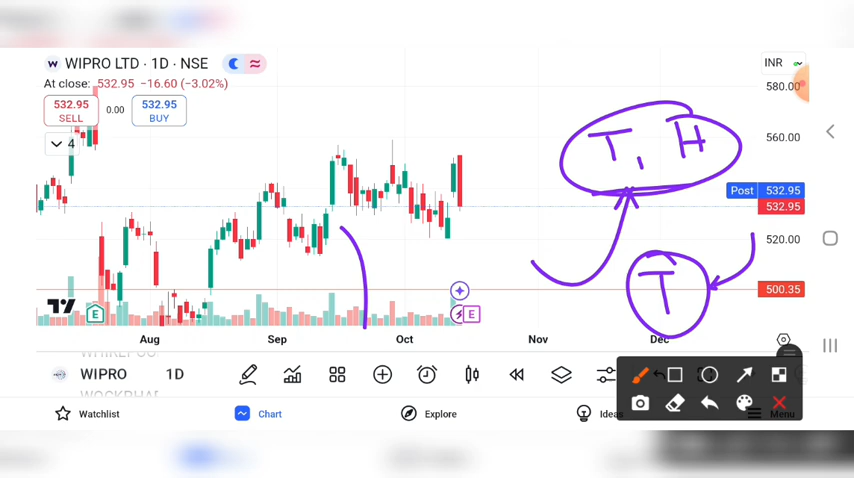 W WIPRO LTD · 1D · NSE
INR
At close: 532.95 −16.60 (−3.02%)
532.95
SELL
0.00
532.95
BUY
4
580.00
560.00
Post 532.95
532.95
520.00
500.35
T, H
T
E
E
Aug Sep Oct Nov Dec
WIPRO 1D
Watchlist Chart Explore Ideas Menu